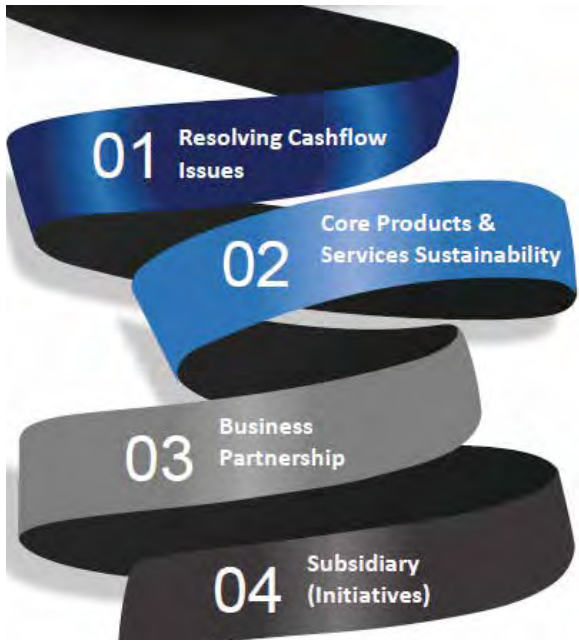 01
Resolving Cashflow
Issues
02
Core Products &
Services Sustainability
03
Business
Partnership
04
Subsidiary
(Initiatives)